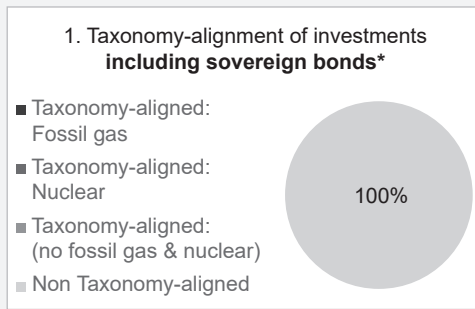 1. Taxonomy-alignment of investments
including sovereign bonds*
Taxonomy-aligned:
Fossil gas
Taxonomy-aligned:
Nuclear
Taxonomy-aligned:
(no fossil gas & nuclear)
Non Taxonomy-aligned
100%